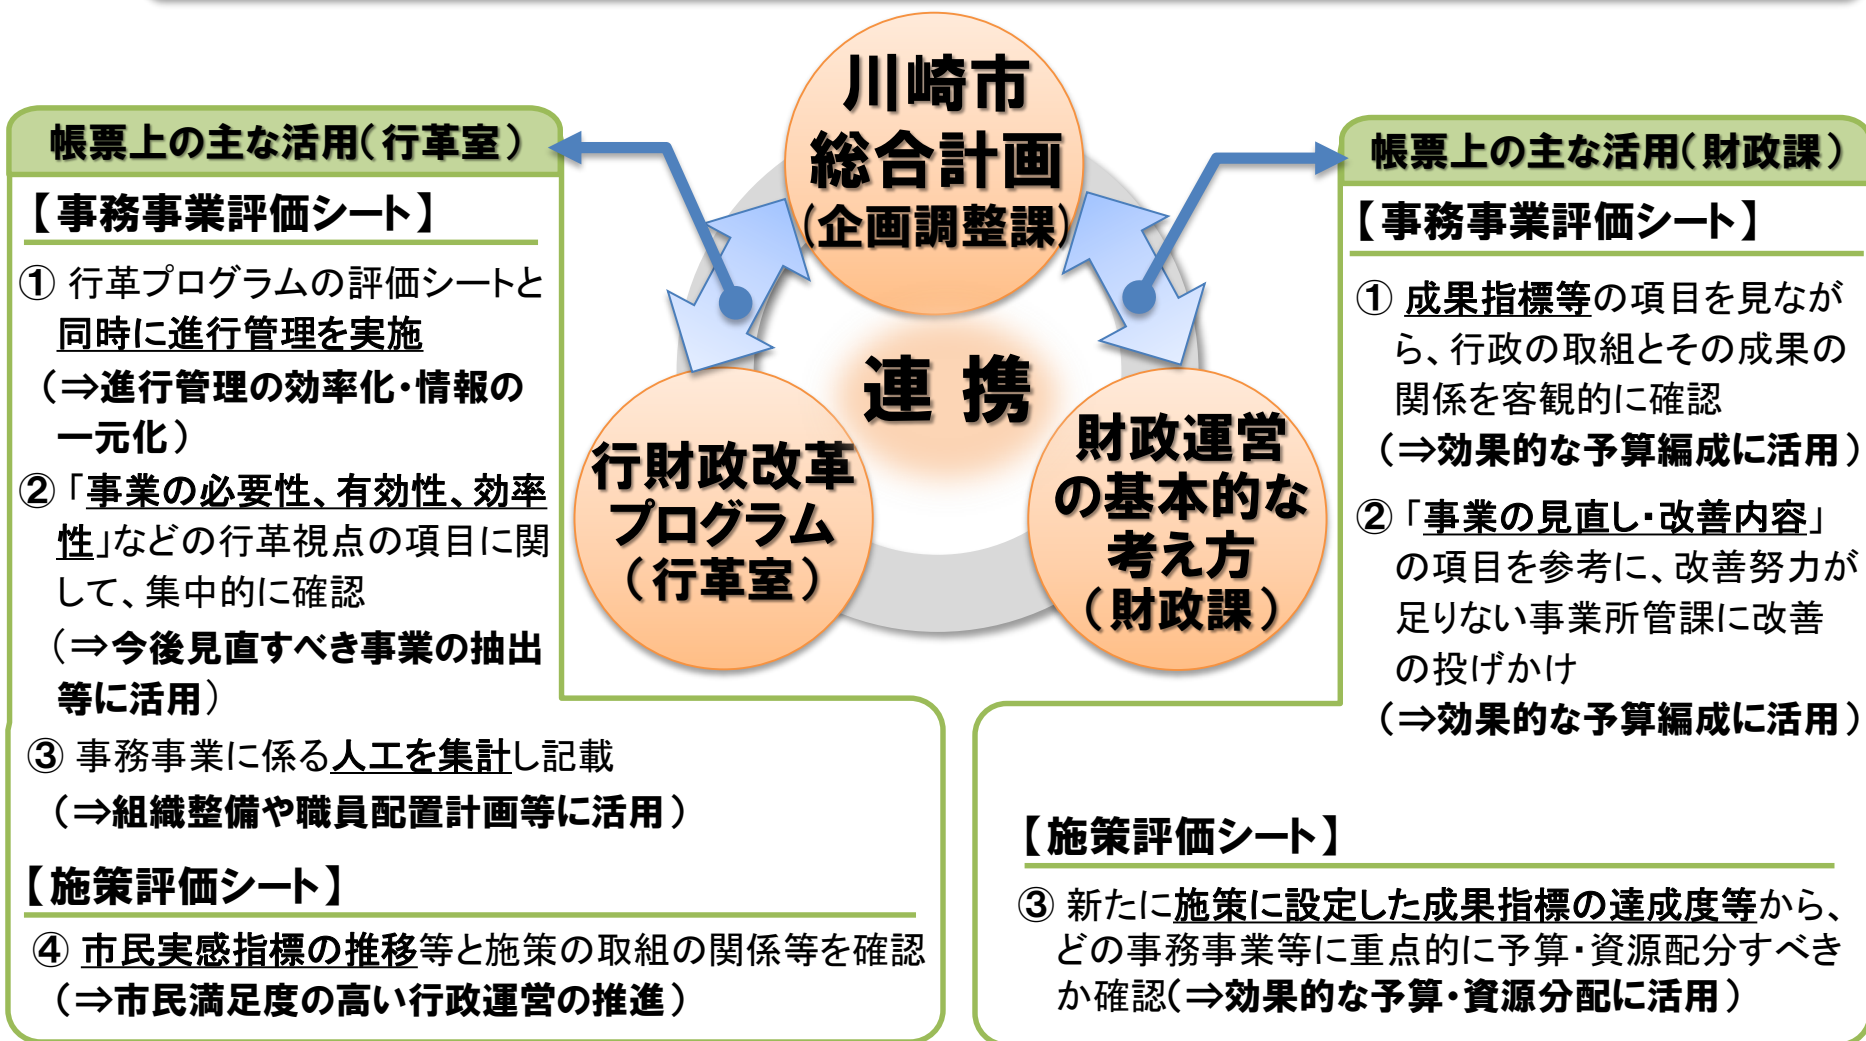 川崎市
総合計画
(企画調整課)
連 携
行財政改革
プログラム
(行革室)
財政運営
の基本的な
考え方
(財政課)
帳票上の主な活用(行革室)
【事務事業評価シート】
① 行革プログラムの評価シートと
同時に進行管理を実施
(⇒進行管理の効率化・情報の
一元化)
②「事業の必要性、有効性、効率
性」などの行革視点の項目に関
して、集中的に確認
(⇒今後見直すべき事業の抽出
等に活用)
③ 事務事業に係る人工を集計し記載
(⇒組織整備や職員配置計画等に活用)
【施策評価シート】
④ 市民実感指標の推移等と施策の取組の関係等を確認
(⇒市民満足度の高い行政運営の推進)
帳票上の主な活用(財政課)
【事務事業評価シート】
① 成果指標等の項目を見なが
ら、行政の取組とその成果の
関係を客観的に確認
(⇒効果的な予算編成に活用)
②「事業の見直し・改善内容」
の項目を参考に、改善努力が
足りない事業所管課に改善
の投げかけ
(⇒効果的な予算編成に活用)
【施策評価シート】
③ 新たに施策に設定した成果指標の達成度等から、
どの事務事業等に重点的に予算・資源配分すべき
か確認(⇒効果的な予算・資源分配に活用)